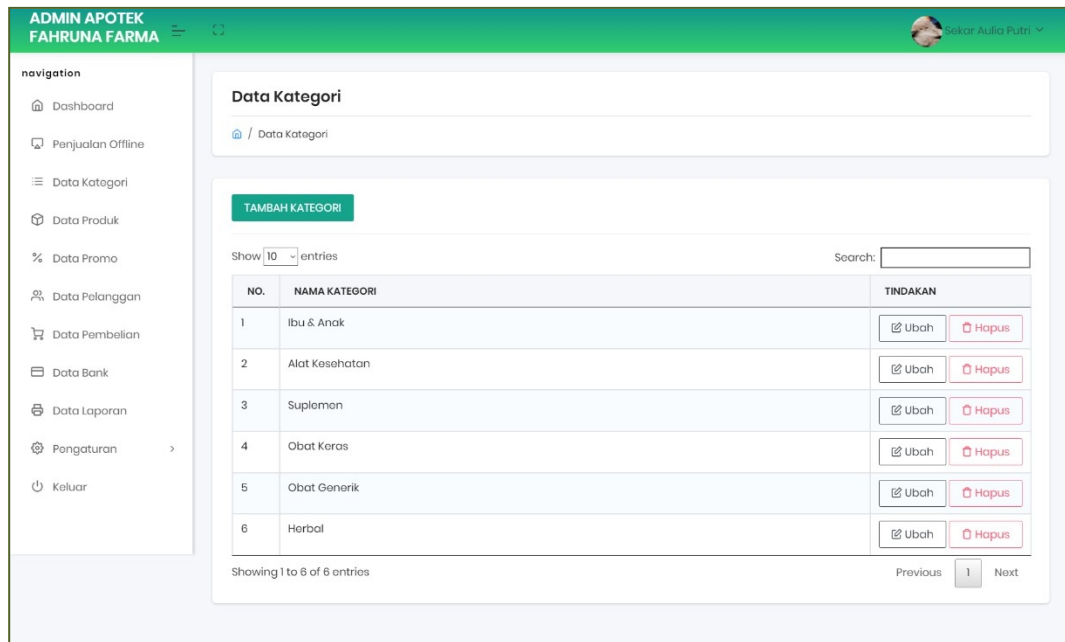 ADMIN APOTEK
FAHRUNA FARMA
Sekar Aulia Putri
navigation
Dashboard
Penjualan Offline
Data Kategori
Data Produk
Data Promo
Data Pelanggan
Data Pembelian
Data Bank
Data Laporan
Pengaturan
Keluar
Data Kategori
/ Data Kategori
TAMBAH KATEGORI
Show 10 entries Search:
NO. NAMA KATEGORI TINDAKAN
1 Ibu & Anak Ubah Hapus
2 Alat Kesehatan Ubah Hapus
3 Suplemen Ubah Hapus
4 Obat Keras Ubah Hapus
5 Obat Generik Ubah Hapus
6 Herbal Ubah Hapus
Showing 1 to 6 of 6 entries Previous 1 Next